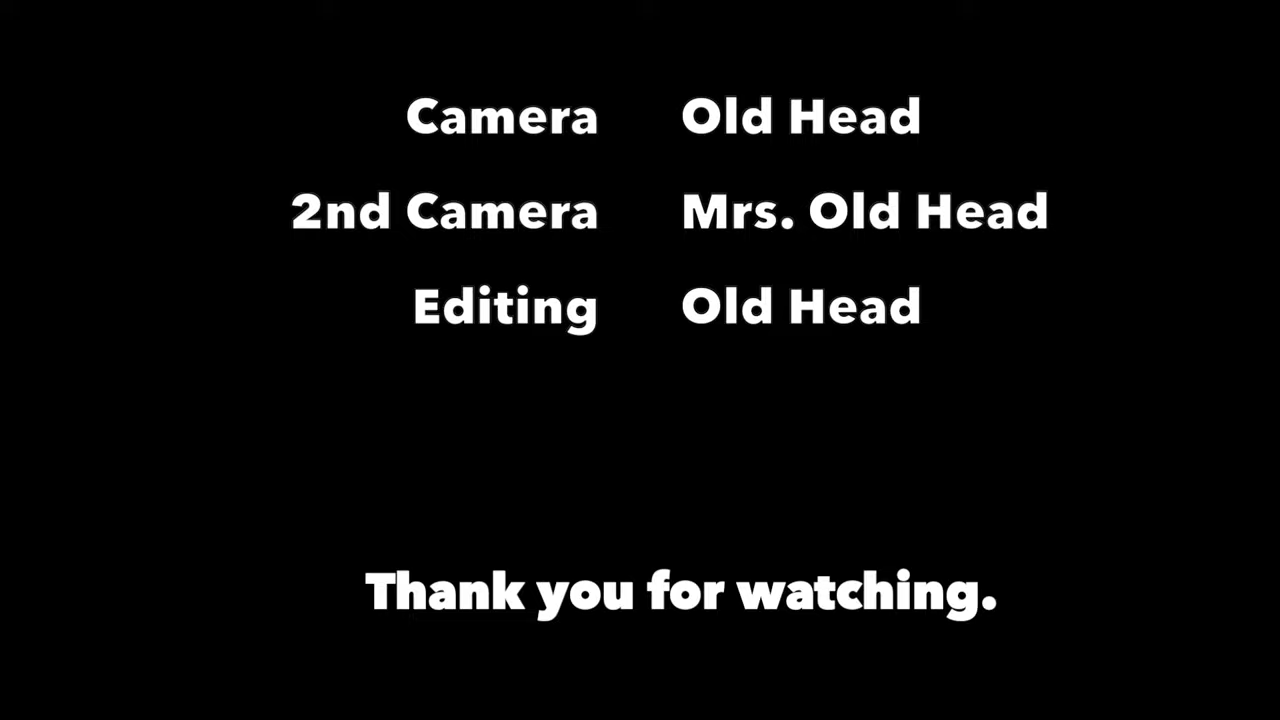 Camera Old Head
2nd Camera Mrs. Old Head
Editing Old Head
Thank you for watching.